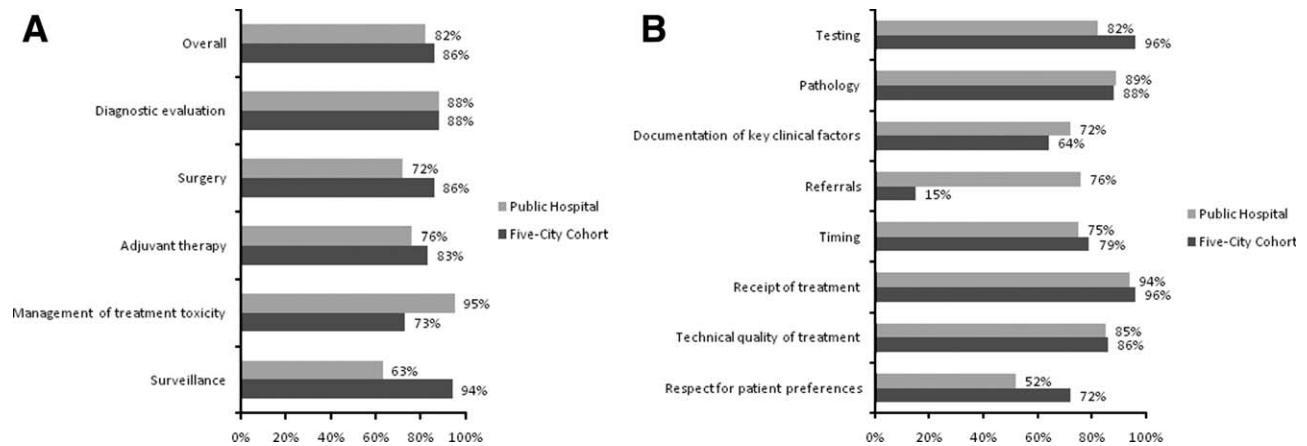 A
Overall
82%
86%
Diagnostic evaluation
88%
88%
Surgery
72%
86%
Adjuvant therapy
76%
83%
Management of treatment toxicity
95%
73%
Surveillance
63%
94%
0%
20%
40%
60%
80%
100%
Public Hospital
Five-City Cohort
B
Testing
82%
96%
Pathology
89%
88%
Documentation of key clinical factors
72%
64%
Referrals
76%
15%
Timing
75%
79%
Receipt of treatment
94%
96%
Technical quality of treatment
85%
86%
Respect for patient preferences
52%
72%
0%
20%
40%
60%
80%
100%
Public Hospital
Five-City Cohort